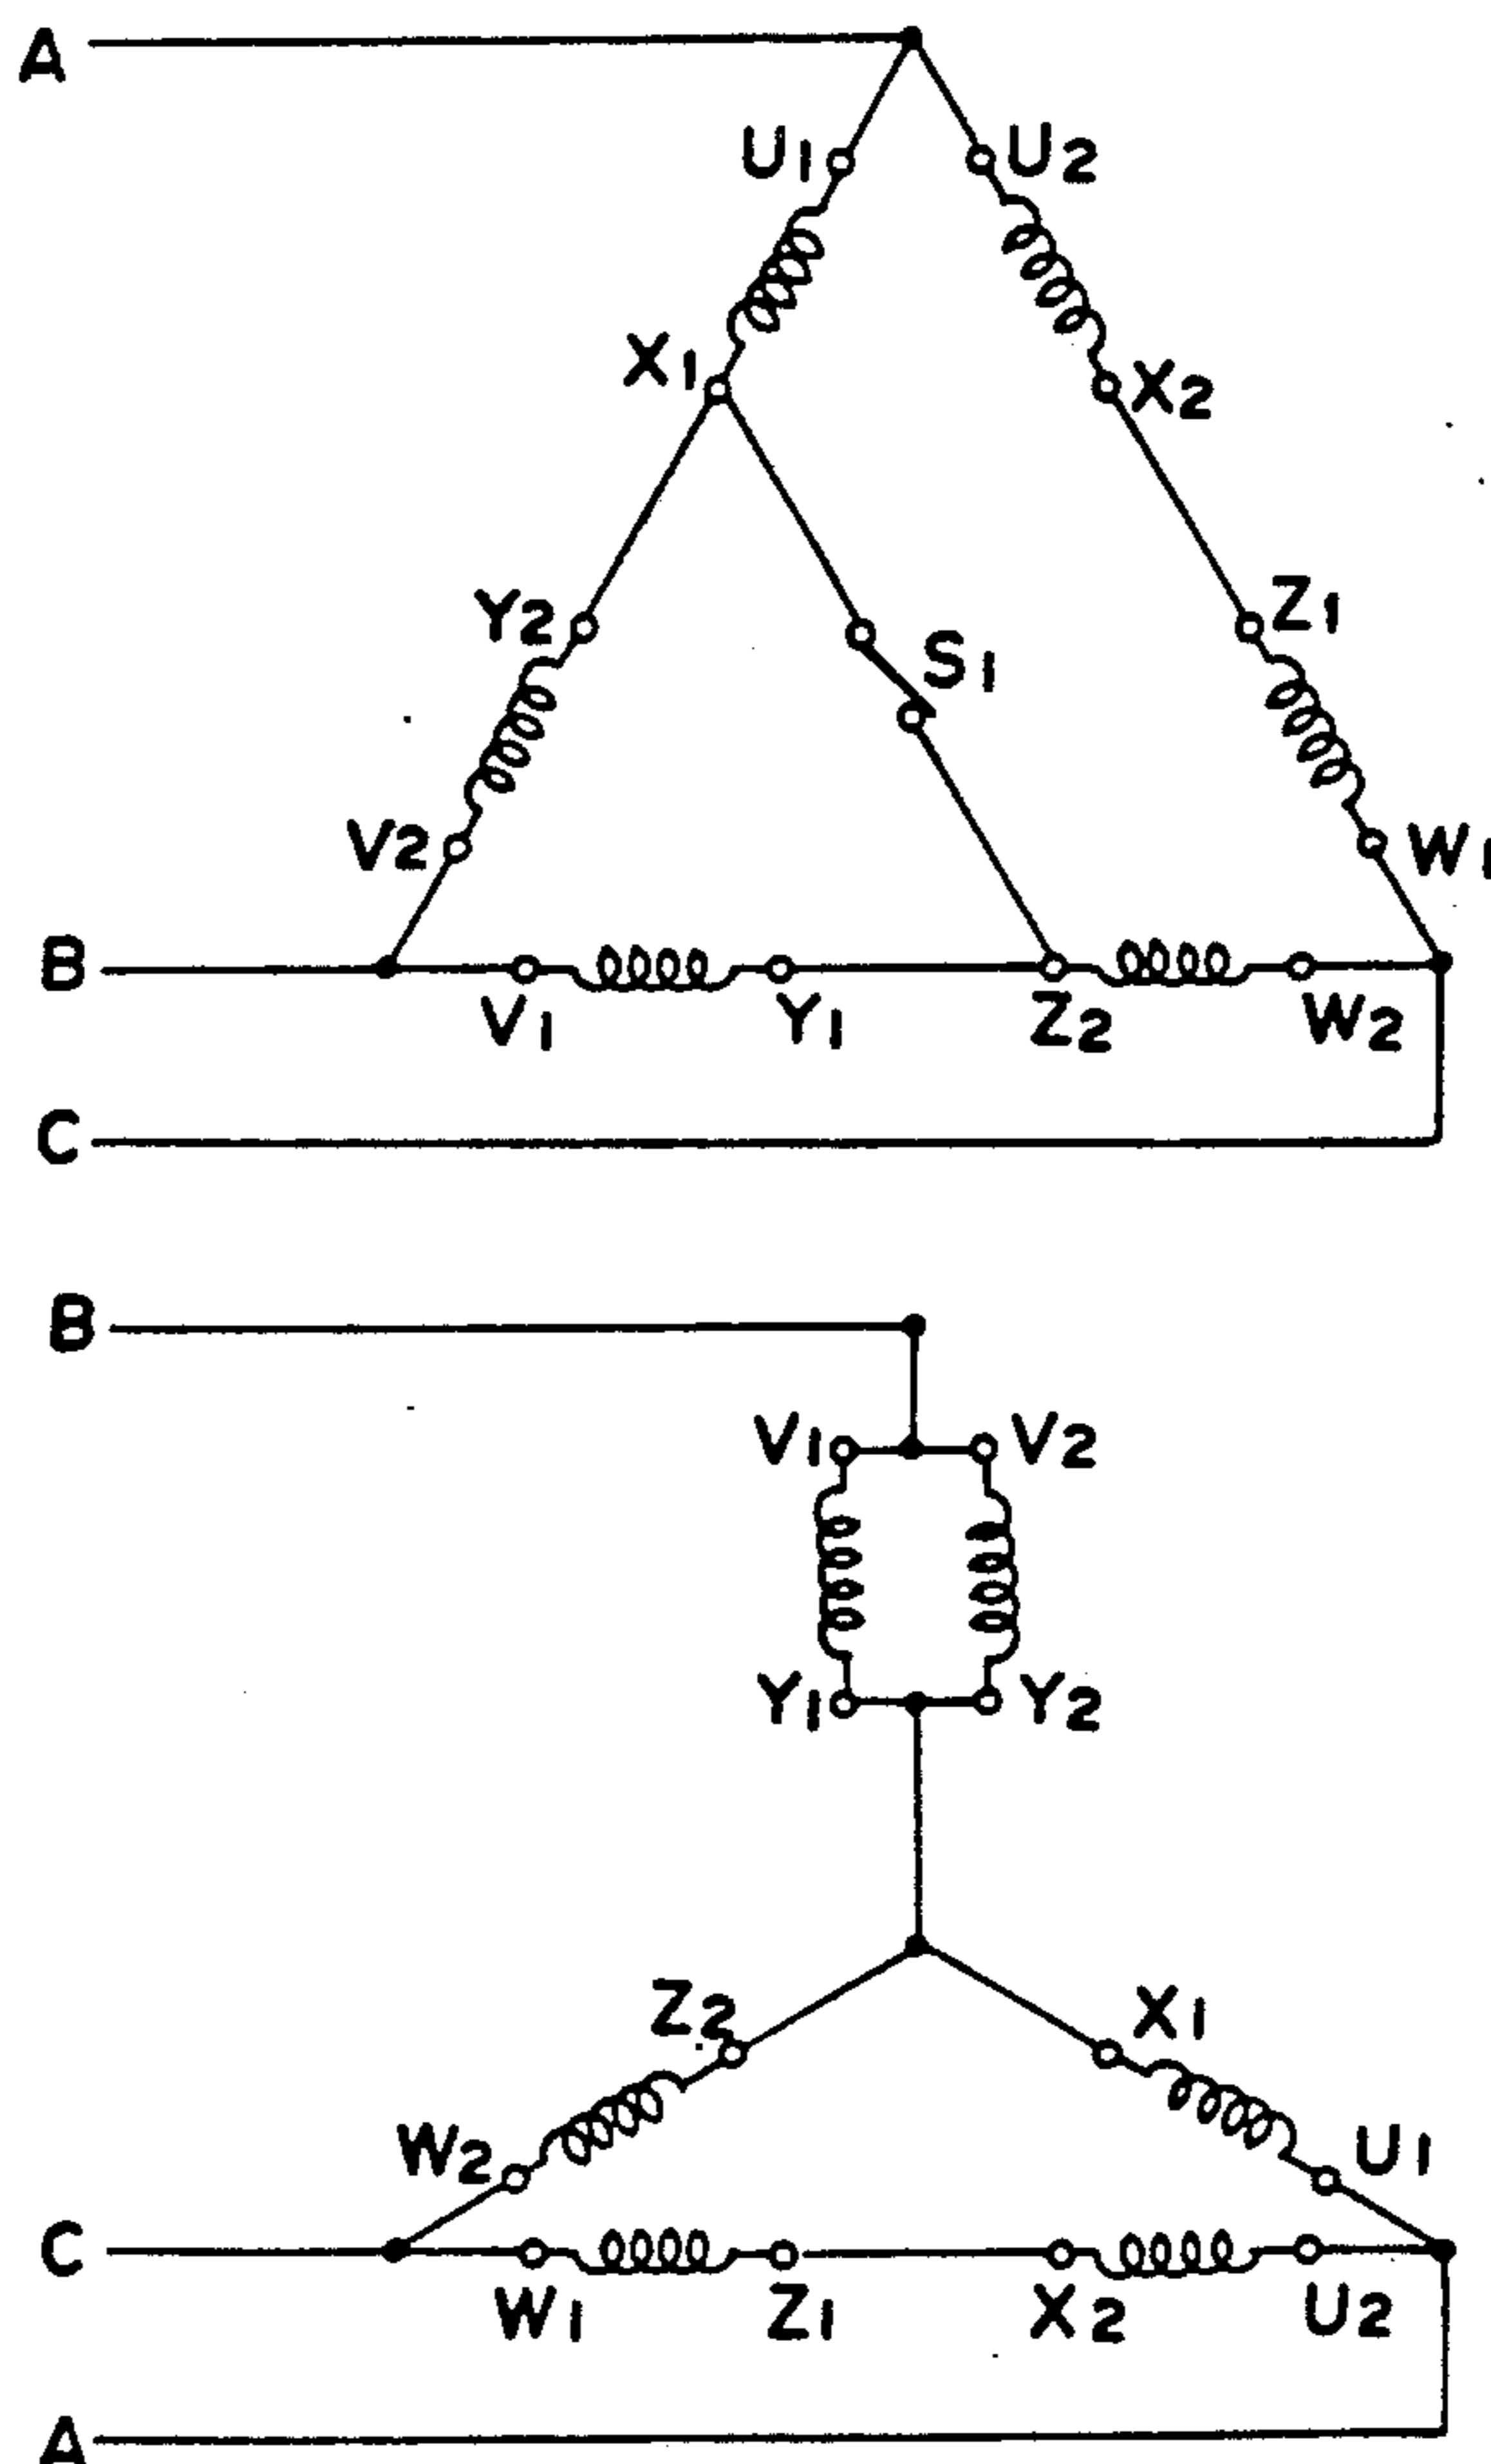 A
U1 U2
X1 X2
Y2 Z1
S1
V2 W1
B
V1 Y1 Z2 W2
C
B
V1 V2
Y1 Y2
Z2 X1
W2 U1
C
W1 Z1 X2 U2
A